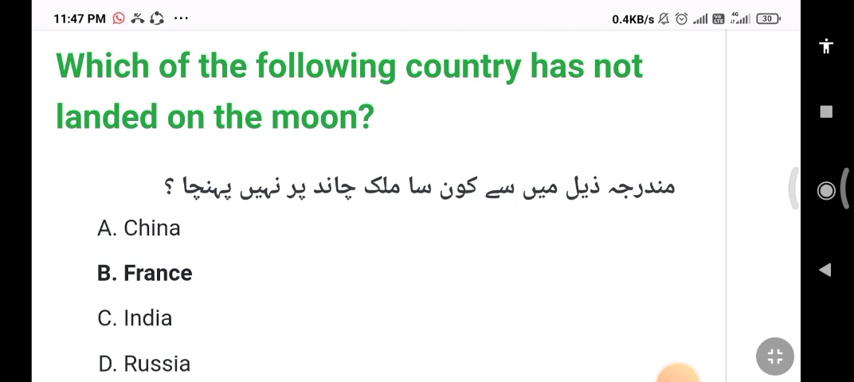 11:47 PM ... 0.4KB/s 4G 30
Which of the following country has not
landed on the moon?
مندرجہ ذیل میں سے کون سا ملک چاند پر نہیں پہنچا ؟
A. China
B. France
C. India
D. Russia